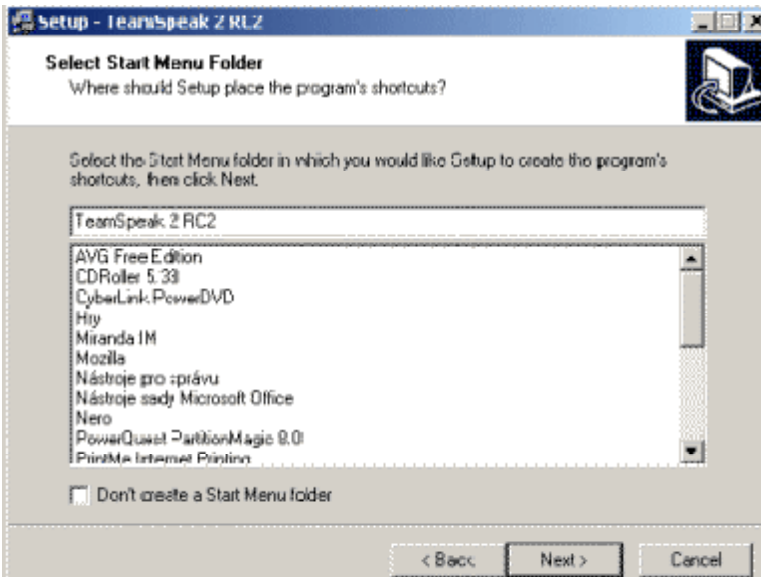 Setup - TeamSpeak 2 RC2
Select Start Menu Folder
Where should Setup place the program's shortcuts?
Select the Start Menu folder in which you would like Setup to create the program's
shortcuts, then click Next.
TeamSpeak 2 RC2
AVG Free Edition
CDRoller 5.
CyberLink PowerDVD
Hry
Miranda IM
Mozilla
Nástroje pro správu
Nástroje sady Microsoft Office
Nero
PowerQuest PartitionMagic 8.0
PrintMe Internet Printing
Don't create a Start Menu folder
< Back
Next >
Cancel